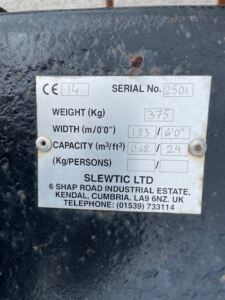 CE 14 SERIAL No. 2501
WEIGHT (Kg) 375
WIDTH (m/0'0") 1.83 / 6'0"
CAPACITY (m³/ft³) 0.68 / 24
(Kg/PERSONS) /
SLEWTIC LTD
6 SHAP ROAD INDUSTRIAL ESTATE,
KENDAL, CUMBRIA. LA9 6NZ. UK
TELEPHONE: (01539) 733114